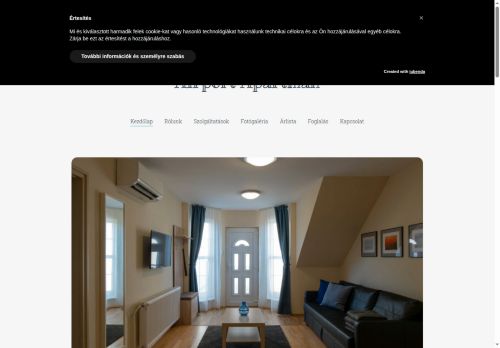 Értesítés
×
Mi és kiválasztott harmadik felek cookie-kat vagy hasonló technológiákat használunk technikai célokra és az Ön hozzájárulásával egyéb célokra.
Zárja be ezt az értesítést a hozzájáruláshoz.
További információk és személyre szabás
Created with iubenda
Airport Apartman
Kezdőlap Rólunk Szolgáltatások Fotógaléria Árlista Foglalás Kapcsolat